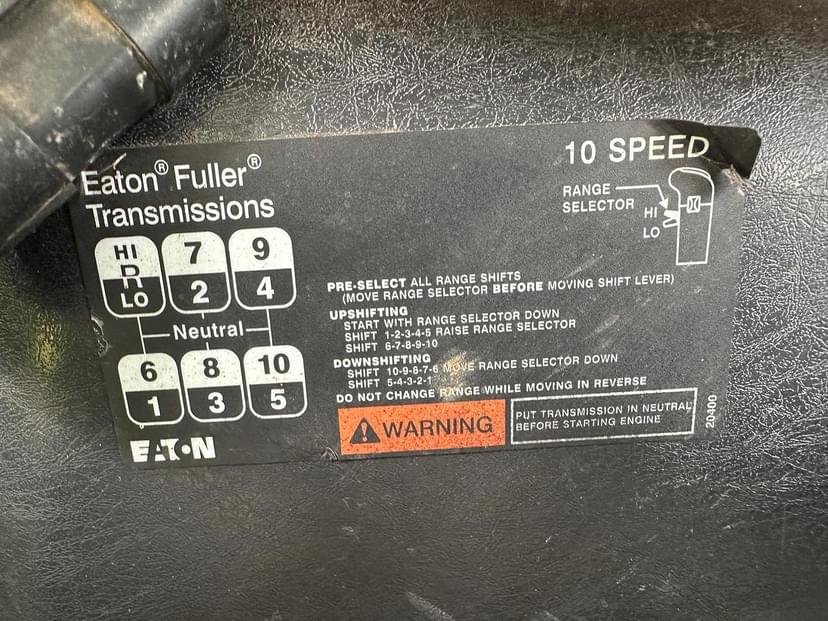 Eaton® Fuller®
Transmissions
10 SPEED
RANGE
SELECTOR
HI
LO
HI
R
LO
7
2
9
4
Neutral
6
1
8
3
10
5
EATON
PRE-SELECT ALL RANGE SHIFTS
(MOVE RANGE SELECTOR BEFORE MOVING SHIFT LEVER)
UPSHIFTING
START WITH RANGE SELECTOR DOWN
SHIFT 1-2-3-4-5 RAISE RANGE SELECTOR
SHIFT 6-7-8-9-10
DOWNSHIFTING
SHIFT 10-9-8-7-6 MOVE RANGE SELECTOR DOWN
SHIFT 5-4-3-2-1
DO NOT CHANGE RANGE WHILE MOVING IN REVERSE
WARNING
PUT TRANSMISSION IN NEUTRAL
BEFORE STARTING ENGINE
20400